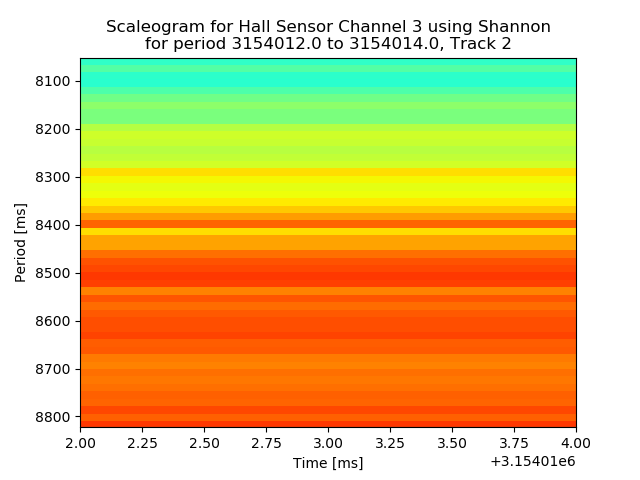 Scaleogram for Hall Sensor Channel 3 using Shannon
for period 3154012.0 to 3154014.0, Track 2
8100
8200
8300
8400
8500
8600
8700
8800
Period [ms]
2.00 2.25 2.50 2.75 3.00 3.25 3.50 3.75 4.00
Time [ms]
+3.15401e6